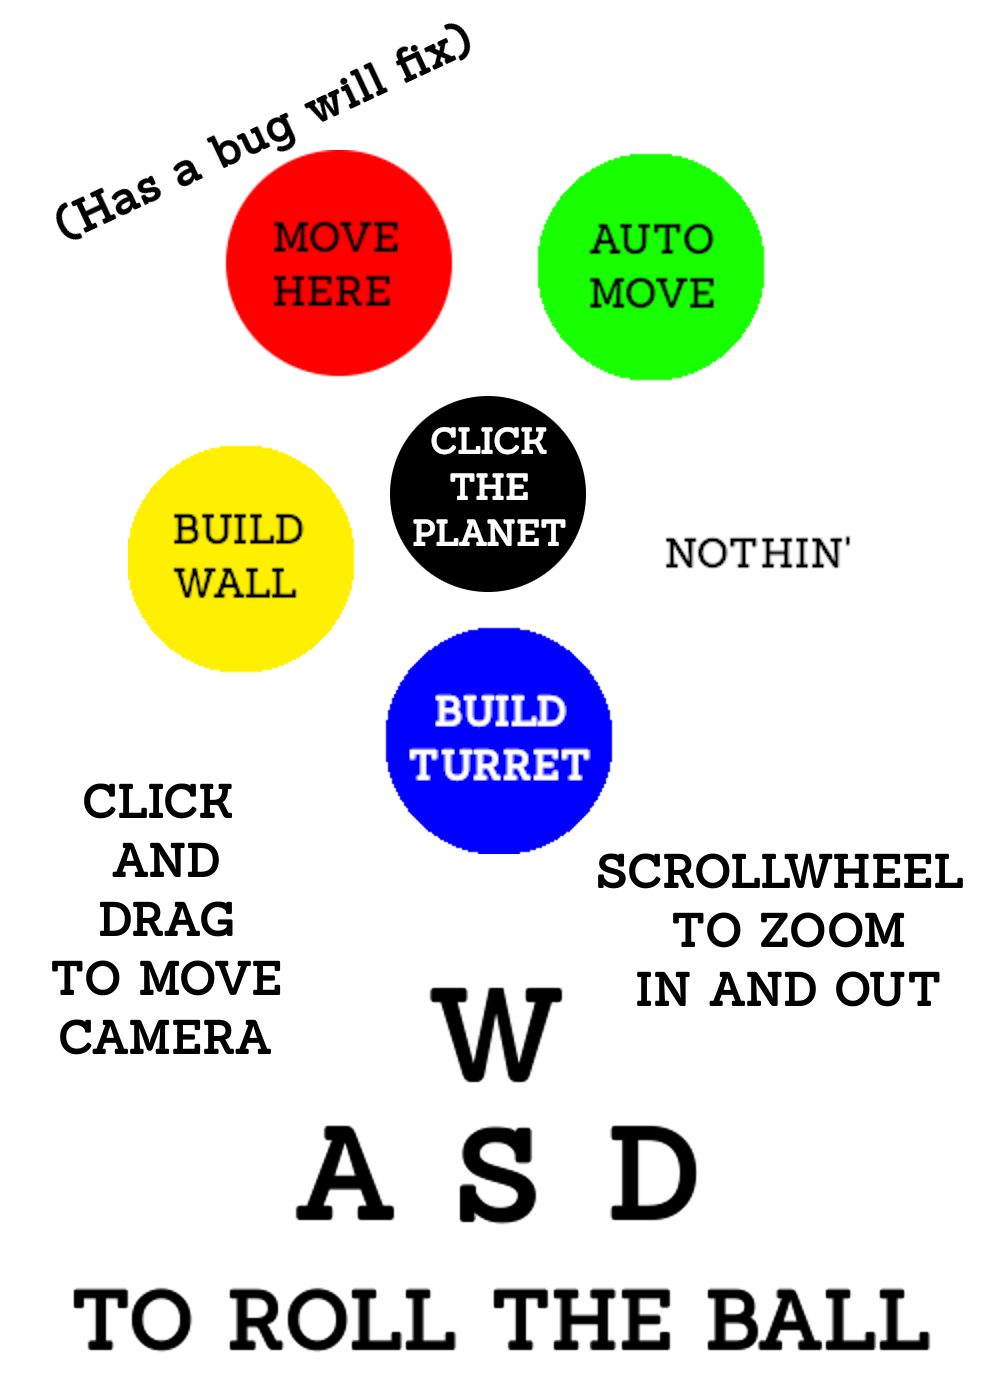 (Has a bug will fix)
MOVE
HERE
AUTO
MOVE
CLICK
THE
PLANET
BUILD
WALL
NOTHIN'
BUILD
TURRET
CLICK
AND
DRAG
TO MOVE
CAMERA
SCROLLWHEEL
TO ZOOM
IN AND OUT
W
A S D
TO ROLL THE BALL